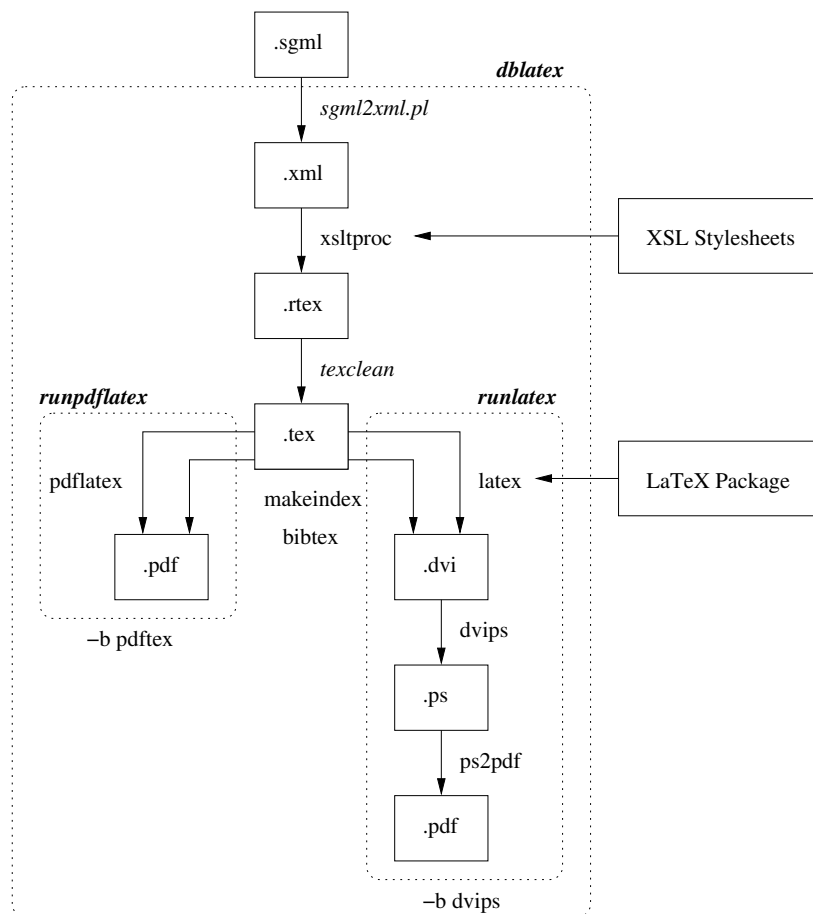 .sgml
dblatex
sgml2xml.pl
.xml
xsltproc
XSL Stylesheets
.rtex
texclean
runpdflatex
runlatex
.tex
pdflatex
latex
LaTeX Package
makeindex
bibtex
.pdf
.dvi
−b pdftex
dvips
.ps
ps2pdf
.pdf
−b dvips